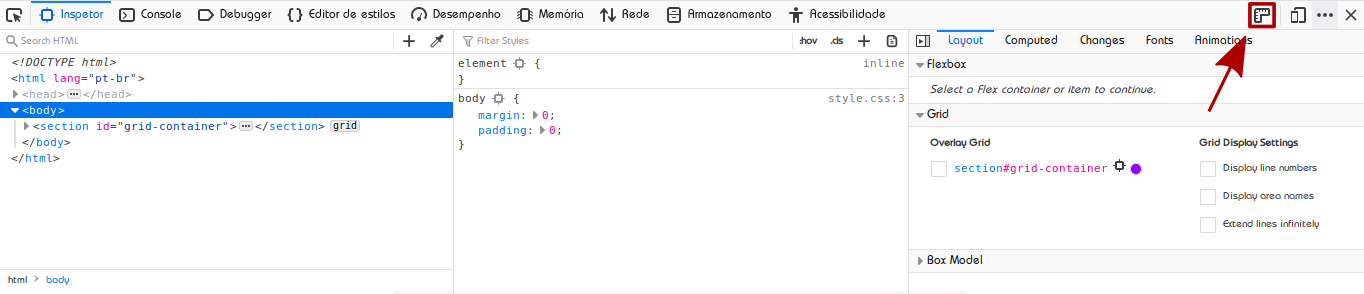 Inspetor Console Debugger Editor de estilos Desempenho Memória Rede Armazenamento Acessibilidade
Search HTML
<!DOCTYPE html>
<html lang="pt-br">
<head> ⋯ </head>
<body>
<section id="grid-container"> ⋯ </section> grid
</body>
</html>
html > body
Filter Styles :hov .cls
element { inline
}
body { style.css:3
margin: 0;
padding: 0;
}
Layout Computed Changes Fonts Animations
Flexbox
Select a Flex container or item to continue.
Grid
Overlay Grid
section#grid-container
Grid Display Settings
Display line numbers
Display area names
Extend lines infinitely
Box Model